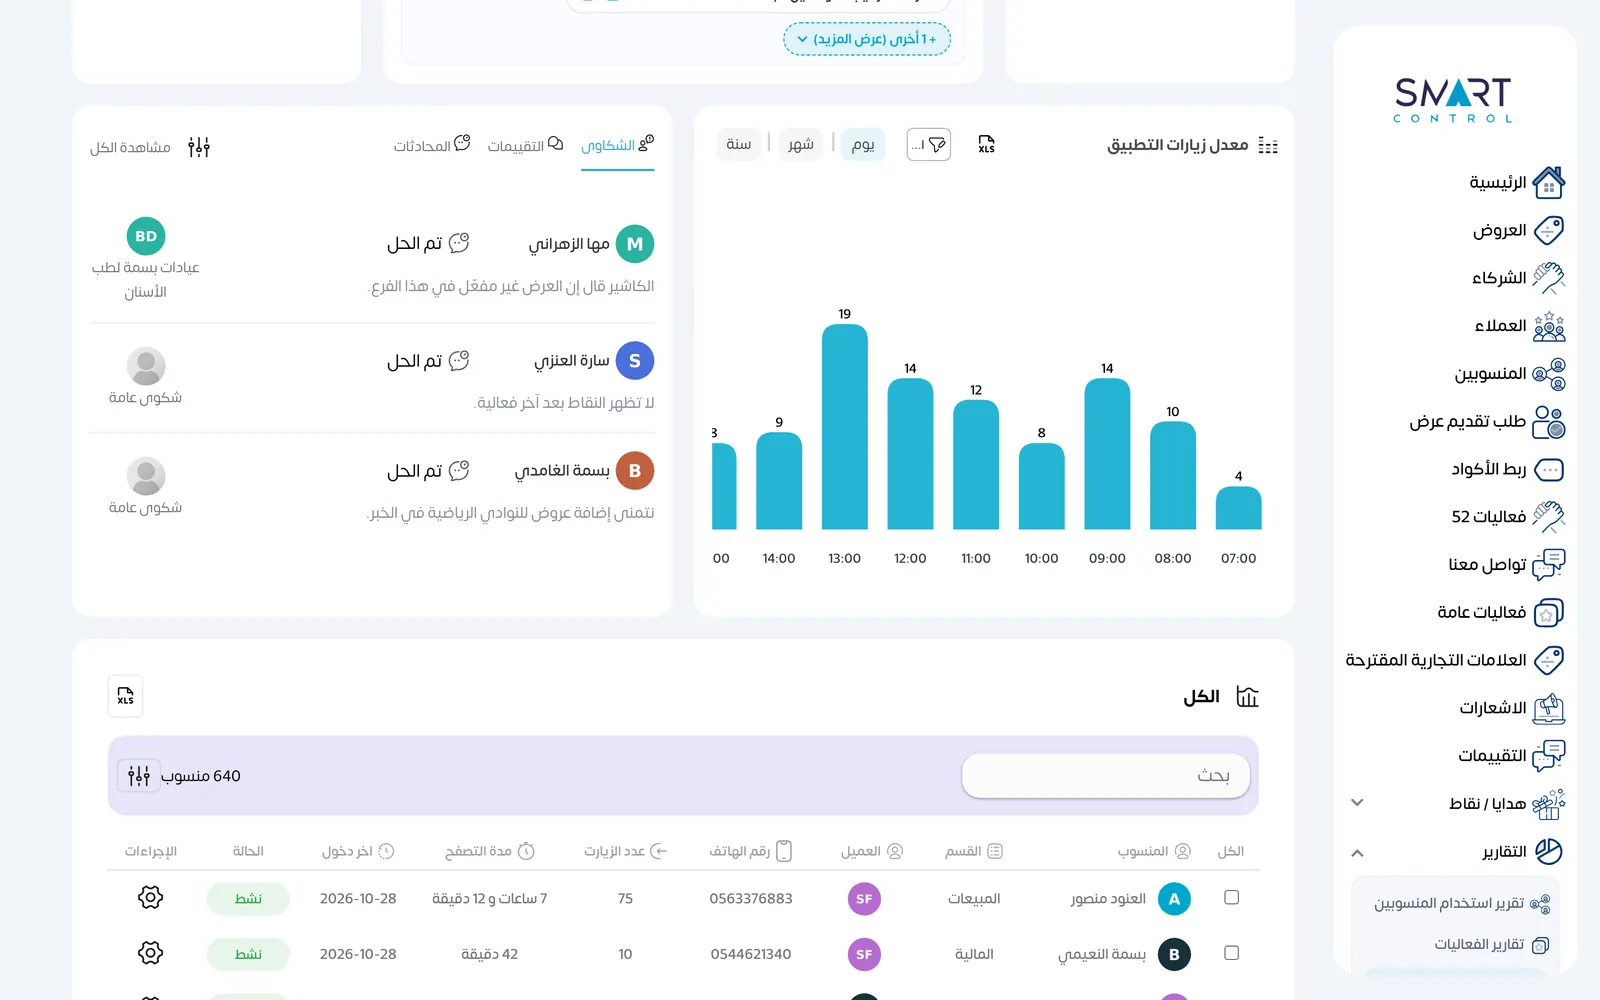 SMART
CONTROL
الرئيسية
العروض
الشركاء
العملاء
المنسوبين
طلب تقديم عرض
ربط الأكواد
فعاليات 52
تواصل معنا
فعاليات عامة
العلامات التجارية المقترحة
الاشعارات
التقييمات
هدايا / نقاط
التقارير
تقرير استخدام المنسوبين
تقارير الفعاليات
+1 أخرى (عرض المزيد)
معدل زيارات التطبيق
XLS
ا...
يوم
شهر
سنة
19
14
12
14
10
9
8
8
4
07:00
08:00
09:00
10:00
11:00
12:00
13:00
14:00
00
الشكاوى
التقييمات
المحادثات
مشاهدة الكل
M
مها الزهراني
تم الحل
الكاشير قال إن العرض غير مفعّل في هذا الفرع.
BD
عيادات بسمة لطب
الأسنان
S
سارة العنزي
تم الحل
لا تظهر النقاط بعد آخر فعالية.
شكوى عامة
B
بسمة الغامدي
تم الحل
نتمنى إضافة عروض للنوادي الرياضية في الخبر.
شكوى عامة
الكل
XLS
بحث
640 منسوب
الكل المنسوب القسم العميل رقم الهاتف عدد الزيارت مدة التصفح اخر دخول الحالة الإجراءات
A العنود منصور المبيعات SF 0563376883 75 7 ساعات و 12 دقيقة 2026-10-28 نشط
B بسمة النعيمي المالية SF 0544621340 10 42 دقيقة 2026-10-28 نشط